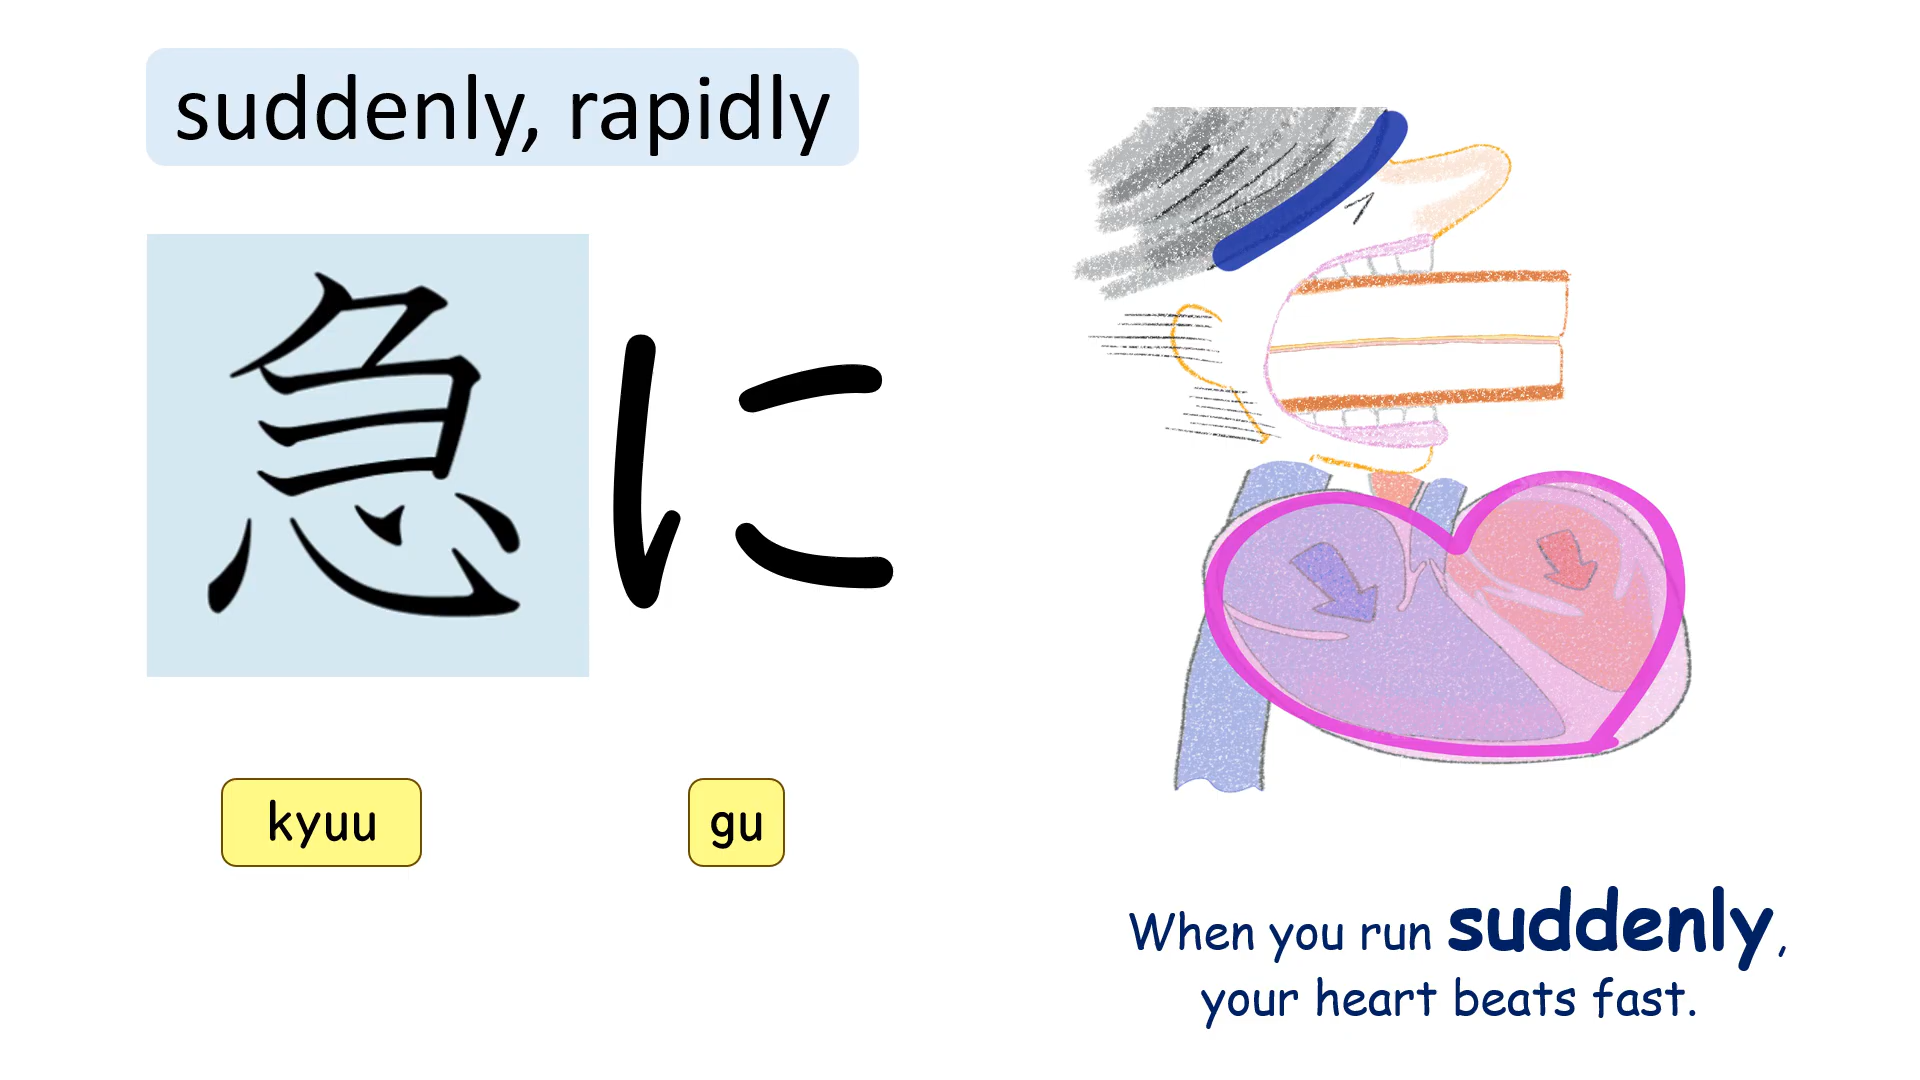 suddenly, rapidly
急に
kyuu gu
When you run suddenly,
your heart beats fast.